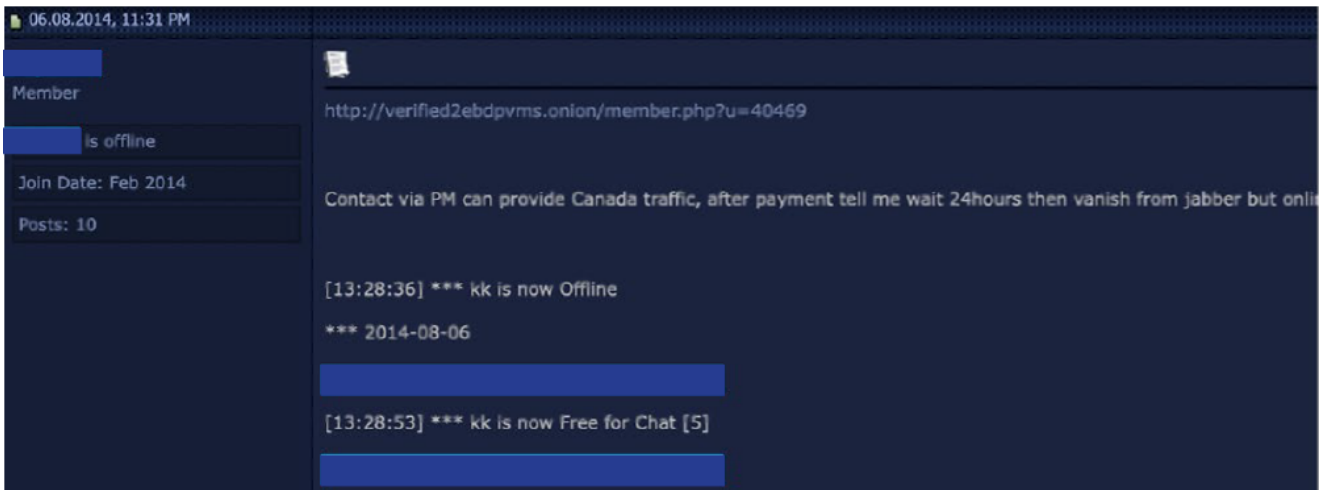 06.08.2014, 11:31 PM
Member
is offline
Join Date: Feb 2014
Posts: 10
http://verified2ebdpvms.onion/member.php?u=40469
Contact via PM can provide Canada traffic, after payment tell me wait 24hours then vanish from jabber but
[13:28:36] *** kk is now Offline
*** 2014-08-06
[13:28:53] *** kk is now Free for Chat [5]